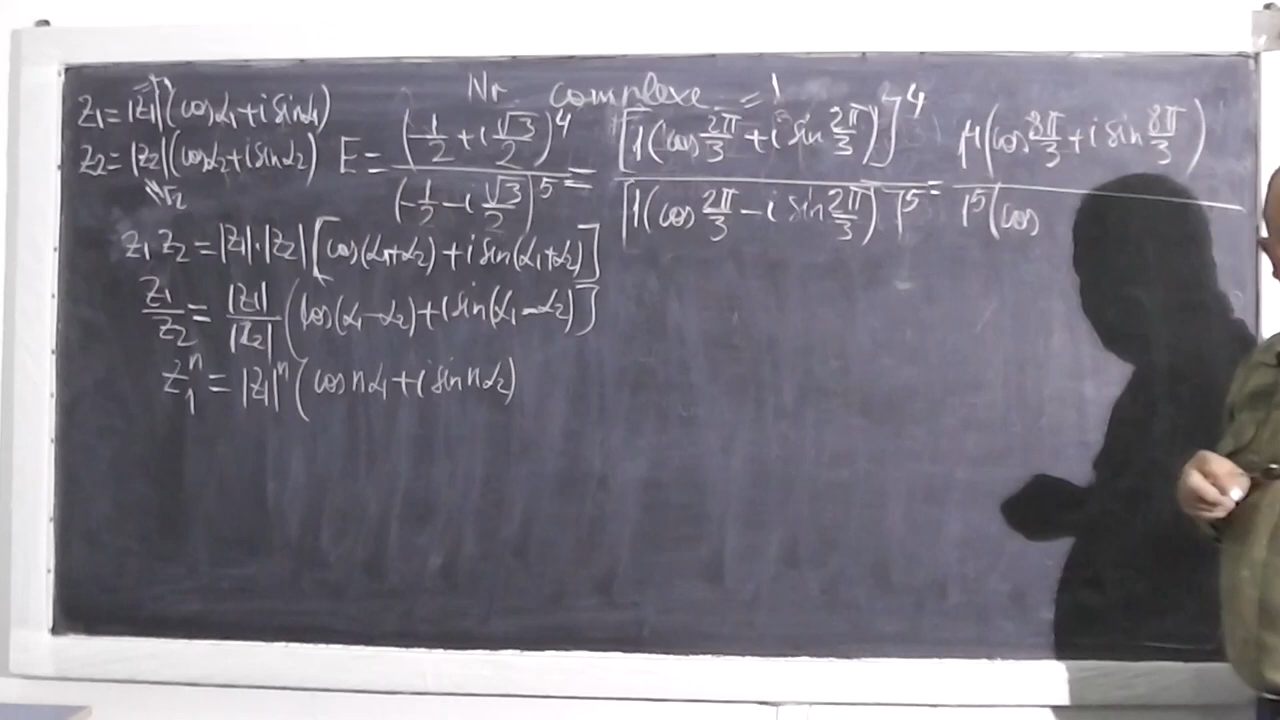 Nr complexe = 1
z₁ = |z₁| (cos α₁ + i sin α₁)
z₂ = |z₂| (cos α₂ + i sin α₂)
E = (-1/2 + i √3/2)⁴ / (-1/2 - i √3/2)⁵ = [1(cos 2π/3 + i sin 2π/3)]⁴ / [1(cos 2π/3 - i sin 2π/3)]⁵ = 1⁴(cos 8π/3 + i sin 8π/3) / 1⁵(cos
z₁ z₂ = |z₁|·|z₂| [cos(α₁+α₂) + i sin(α₁+α₂)]
z₁/z₂ = |z₁|/|z₂| (cos(α₁-α₂) + i sin(α₁-α₂)]
z₁ⁿ = |z₁|ⁿ (cos nα₁ + i sin nα₂)